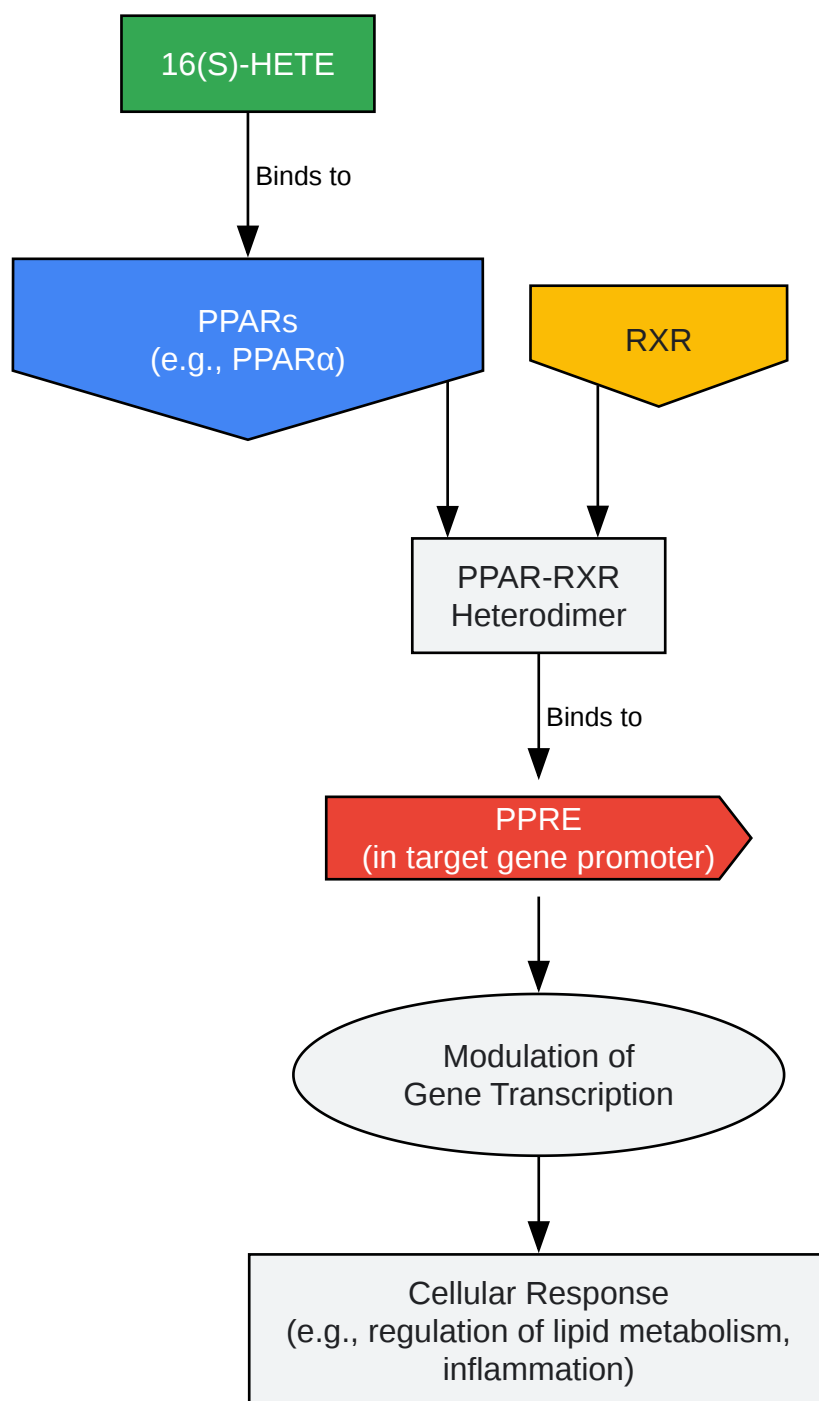 16(S)-HETE
Binds to
PPARs
(e.g., PPARα)
RXR
PPAR-RXR
Heterodimer
Binds to
PPRE
(in target gene promoter)
Modulation of
Gene Transcription
Cellular Response
(e.g., regulation of lipid metabolism,
inflammation)